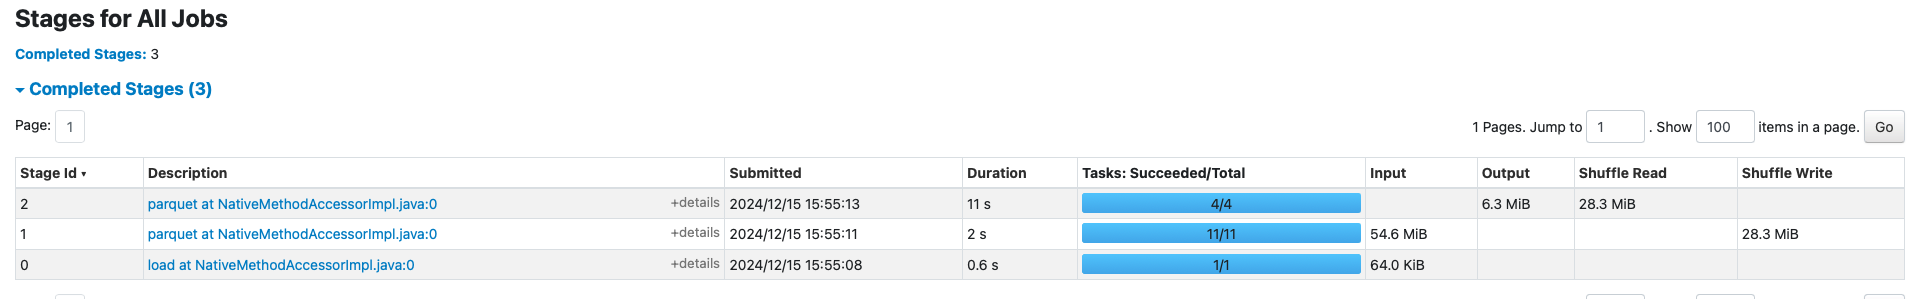 Stages for All Jobs
Completed Stages: 3
Completed Stages (3)
Page: 1 1 Pages. Jump to 1 . Show 100 items in a page. Go
Stage Id ▾ Description Submitted Duration Tasks: Succeeded/Total Input Output Shuffle Read Shuffle Write
2 parquet at NativeMethodAccessorImpl.java:0 +details 2024/12/15 15:55:13 11 s 4/4 6.3 MiB 28.3 MiB
1 parquet at NativeMethodAccessorImpl.java:0 +details 2024/12/15 15:55:11 2 s 11/11 54.6 MiB 28.3 MiB
0 load at NativeMethodAccessorImpl.java:0 +details 2024/12/15 15:55:08 0.6 s 1/1 64.0 KiB